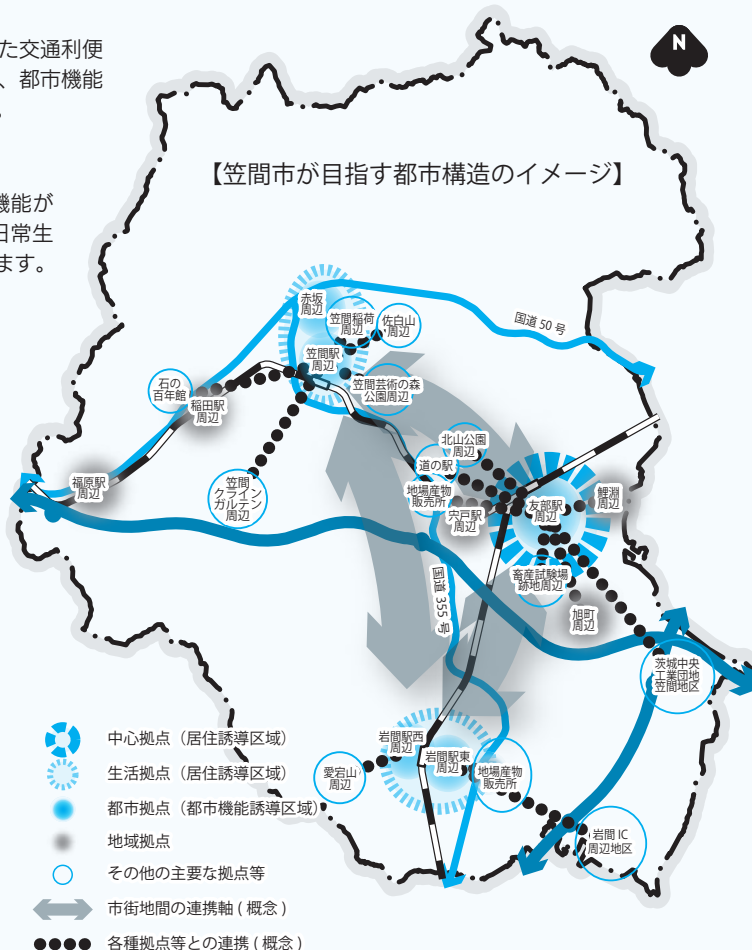 た交通利便
、都市機能
。
機能が
日常生
ます。
N
【笠間市が目指す都市構造のイメージ】
国道 50 号
赤坂
周辺
笠間稲荷
周辺
佐白山
周辺
笠間駅
周辺
笠間芸術の森
公園周辺
石の
百年館
稲田駅
周辺
北山公園
周辺
道の駅
福原駅
周辺
笠間
クライン
ガルテン
周辺
地場産物
販売所
宍戸駅
周辺
友部駅
周辺
鯉淵
周辺
畜産試験場
跡地周辺
国道 355 号
旭町
周辺
茨城中央
工業団地
笠間地区
岩間駅西
周辺
岩間駅東
周辺
愛宕山
周辺
地場産物
販売所
岩間 IC
周辺地区
中心拠点（居住誘導区域）
生活拠点（居住誘導区域）
都市拠点（都市機能誘導区域）
地域拠点
その他の主要な拠点等
市街地間の連携軸 ( 概念 )
各種拠点等との連携 ( 概念 )